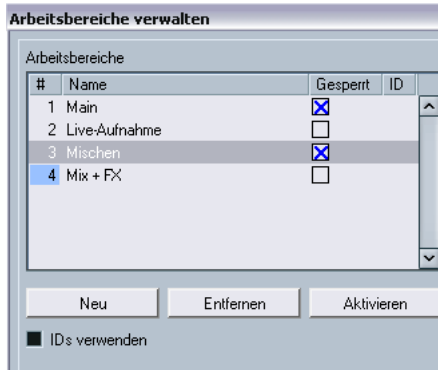 Arbeitsbereiche verwalten
Arbeitsbereiche
# Name Gesperrt ID
1 Main
2 Live-Aufnahme
3 Mischen
4 Mix + FX
Neu Entfernen Aktivieren
IDs verwenden